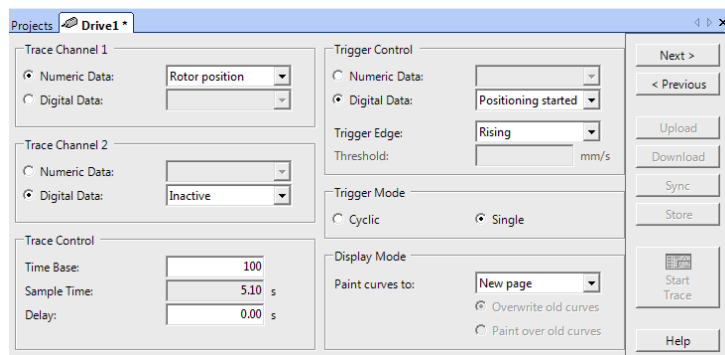 Projects Drive1 *
Trace Channel 1
Numeric Data: Rotor position
Digital Data:
Trace Channel 2
Numeric Data:
Digital Data: Inactive
Trace Control
Time Base: 100
Sample Time: 5.10 s
Delay: 0.00 s
Trigger Control
Numeric Data:
Digital Data: Positioning started
Trigger Edge: Rising
Threshold: mm/s
Trigger Mode
Cyclic Single
Display Mode
Paint curves to: New page
Overwrite old curves
Paint over old curves
Next >
< Previous
Upload
Download
Sync
Store
Start
Trace
Help